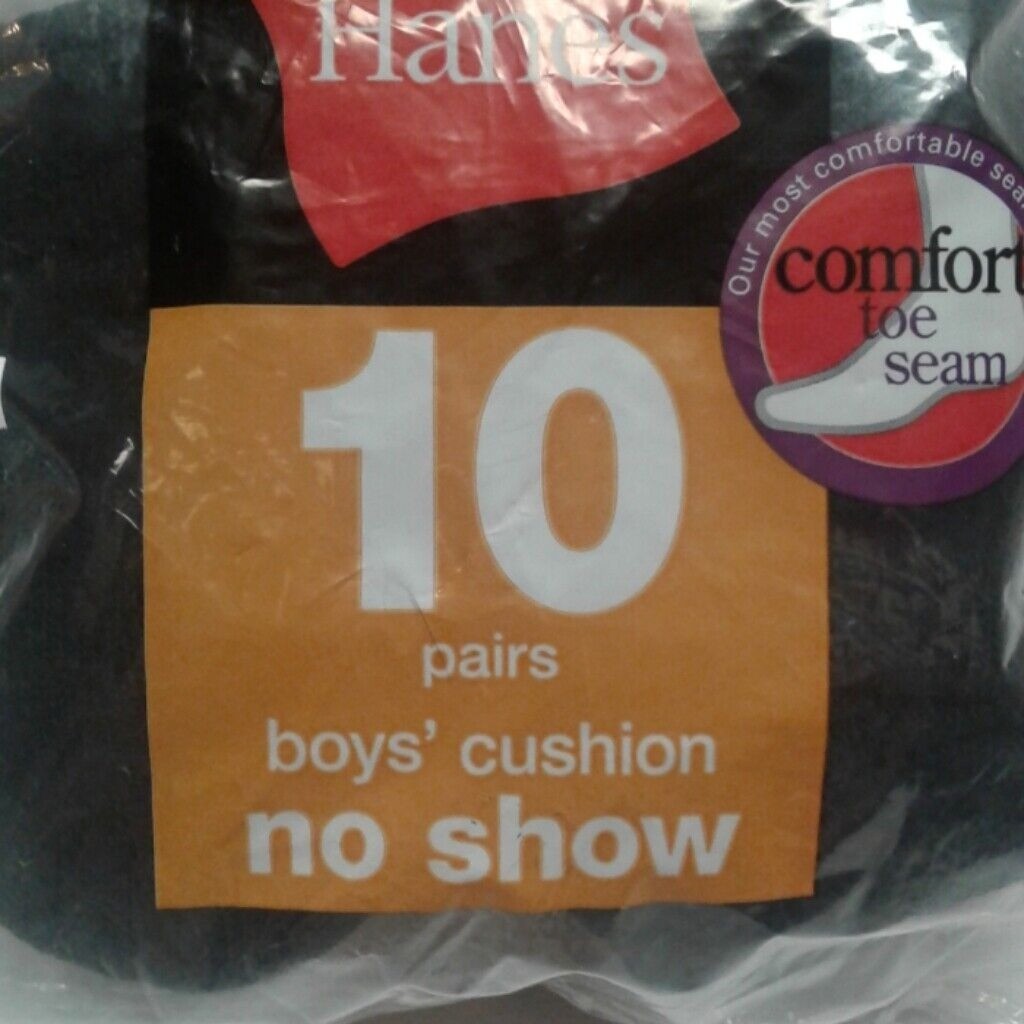 Hanes
Our most comfortable
comfort
toe
seam
10
pairs
boys' cushion
no show